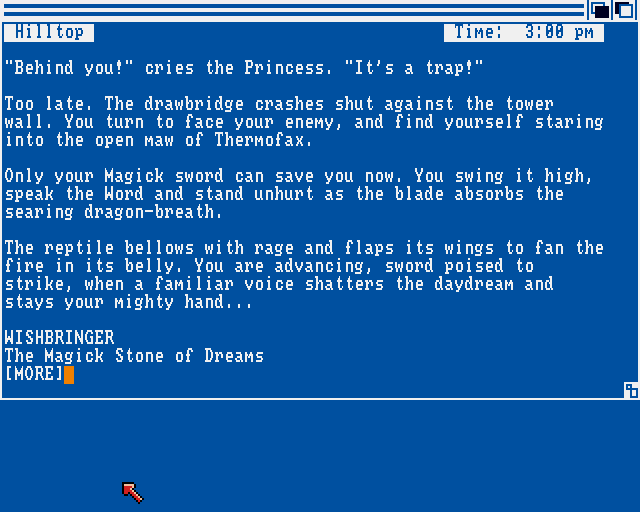 Hilltop Time: 3:00 pm
"Behind you!" cries the Princess. "It's a trap!"
Too late. The drawbridge crashes shut against the tower
wall. You turn to face your enemy, and find yourself staring
into the open maw of Thermofax.
Only your Magick sword can save you now. You swing it high,
speak the Word and stand unhurt as the blade absorbs the
searing dragon-breath.
The reptile bellows with rage and flaps its wings to fan the
fire in its belly. You are advancing, sword poised to
strike, when a familiar voice shatters the daydream and
stays your mighty hand...
WISHBRINGER
The Magick Stone of Dreams
[MORE]